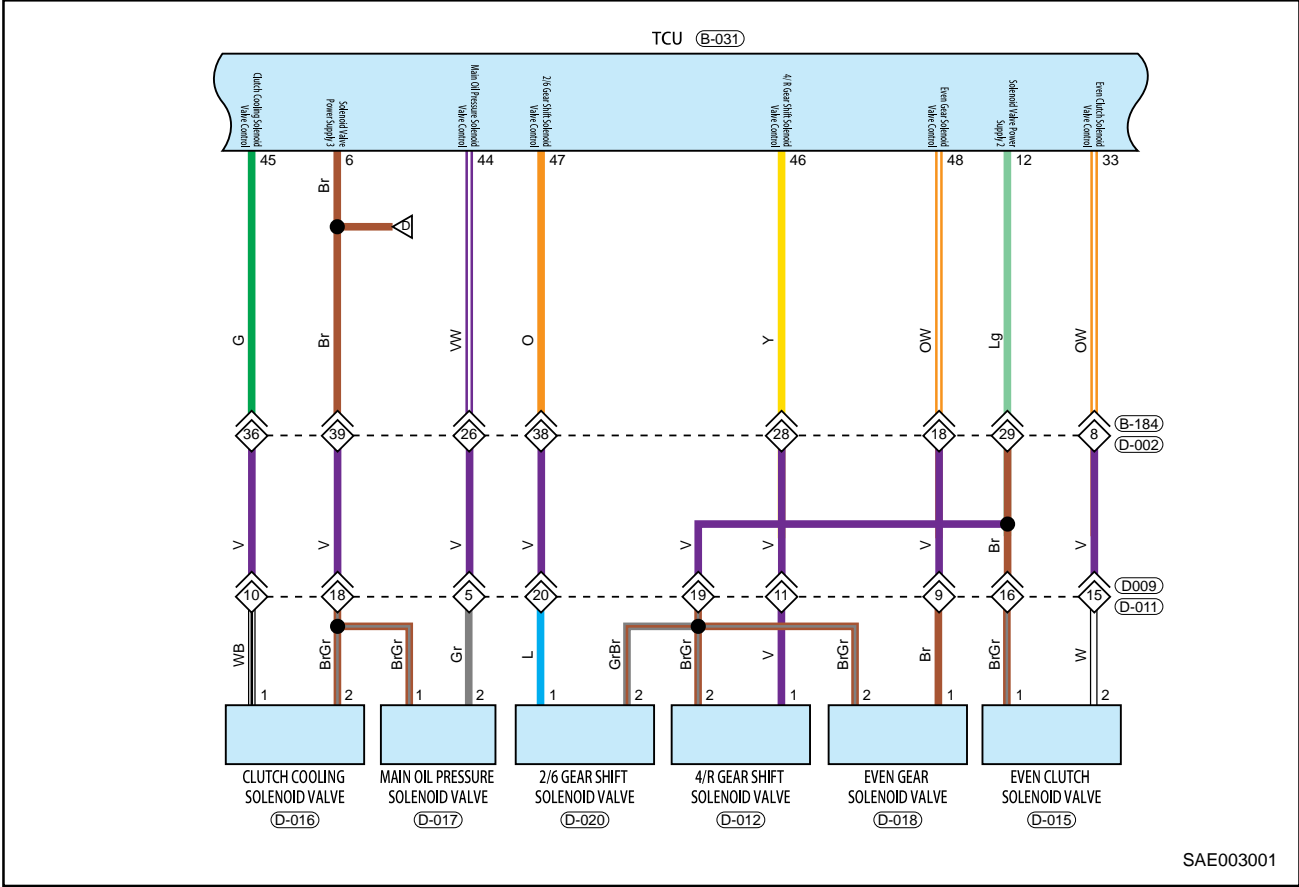 TCU B-031
Clutch Cooling Solenoid
Valve Control
Solenoid Valve
Power Supply 3
Main Oil Pressure Solenoid
Valve Control
2/6 Gear Shift Solenoid
Valve Control
4/ R Gear Shift Solenoid
Valve Control
Even Gear Solenoid
Valve Control
Solenoid Valve Power
Supply 2
Even Clutch Solenoid
Valve Control
45 6 44 47 46 48 12 33
Br
D
G Br VW O Y OW Lg OW
36 39 26 38 28 18 29 8
B-184
D-002
V V V V V V V Br V
10 18 5 20 19 11 9 16 15
D009
D-011
WB BrGr BrGr Gr L GrBr BrGr V BrGr Br BrGr W
1 2 1 2 1 2 2 1 2 1 1 2
CLUTCH COOLING
SOLENOID VALVE
D-016
MAIN OIL PRESSURE
SOLENOID VALVE
D-017
2/6 GEAR SHIFT
SOLENOID VALVE
D-020
4/R GEAR SHIFT
SOLENOID VALVE
D-012
EVEN GEAR
SOLENOID VALVE
D-018
EVEN CLUTCH
SOLENOID VALVE
D-015
SAE003001